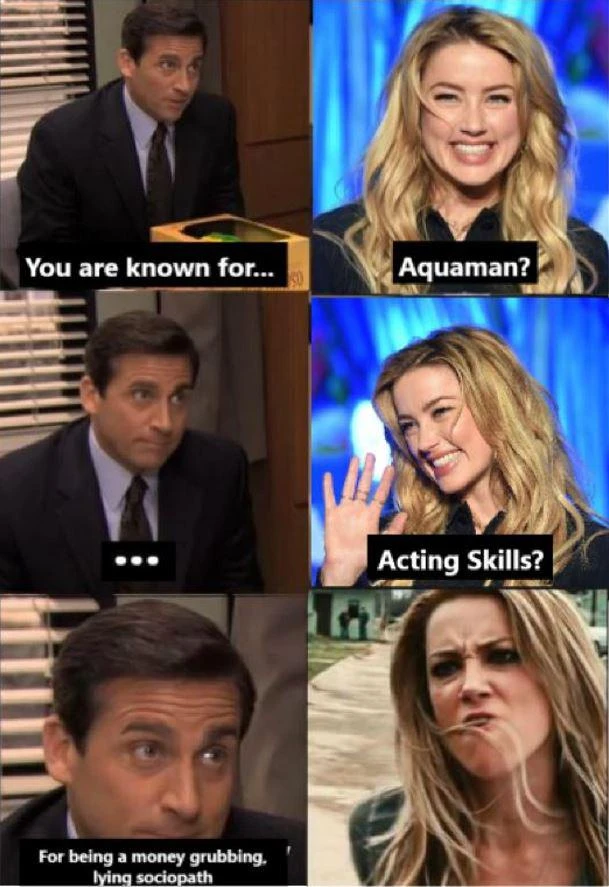 You are known for...
Aquaman?
...
Acting Skills?
For being a money grubbing,
lying sociopath